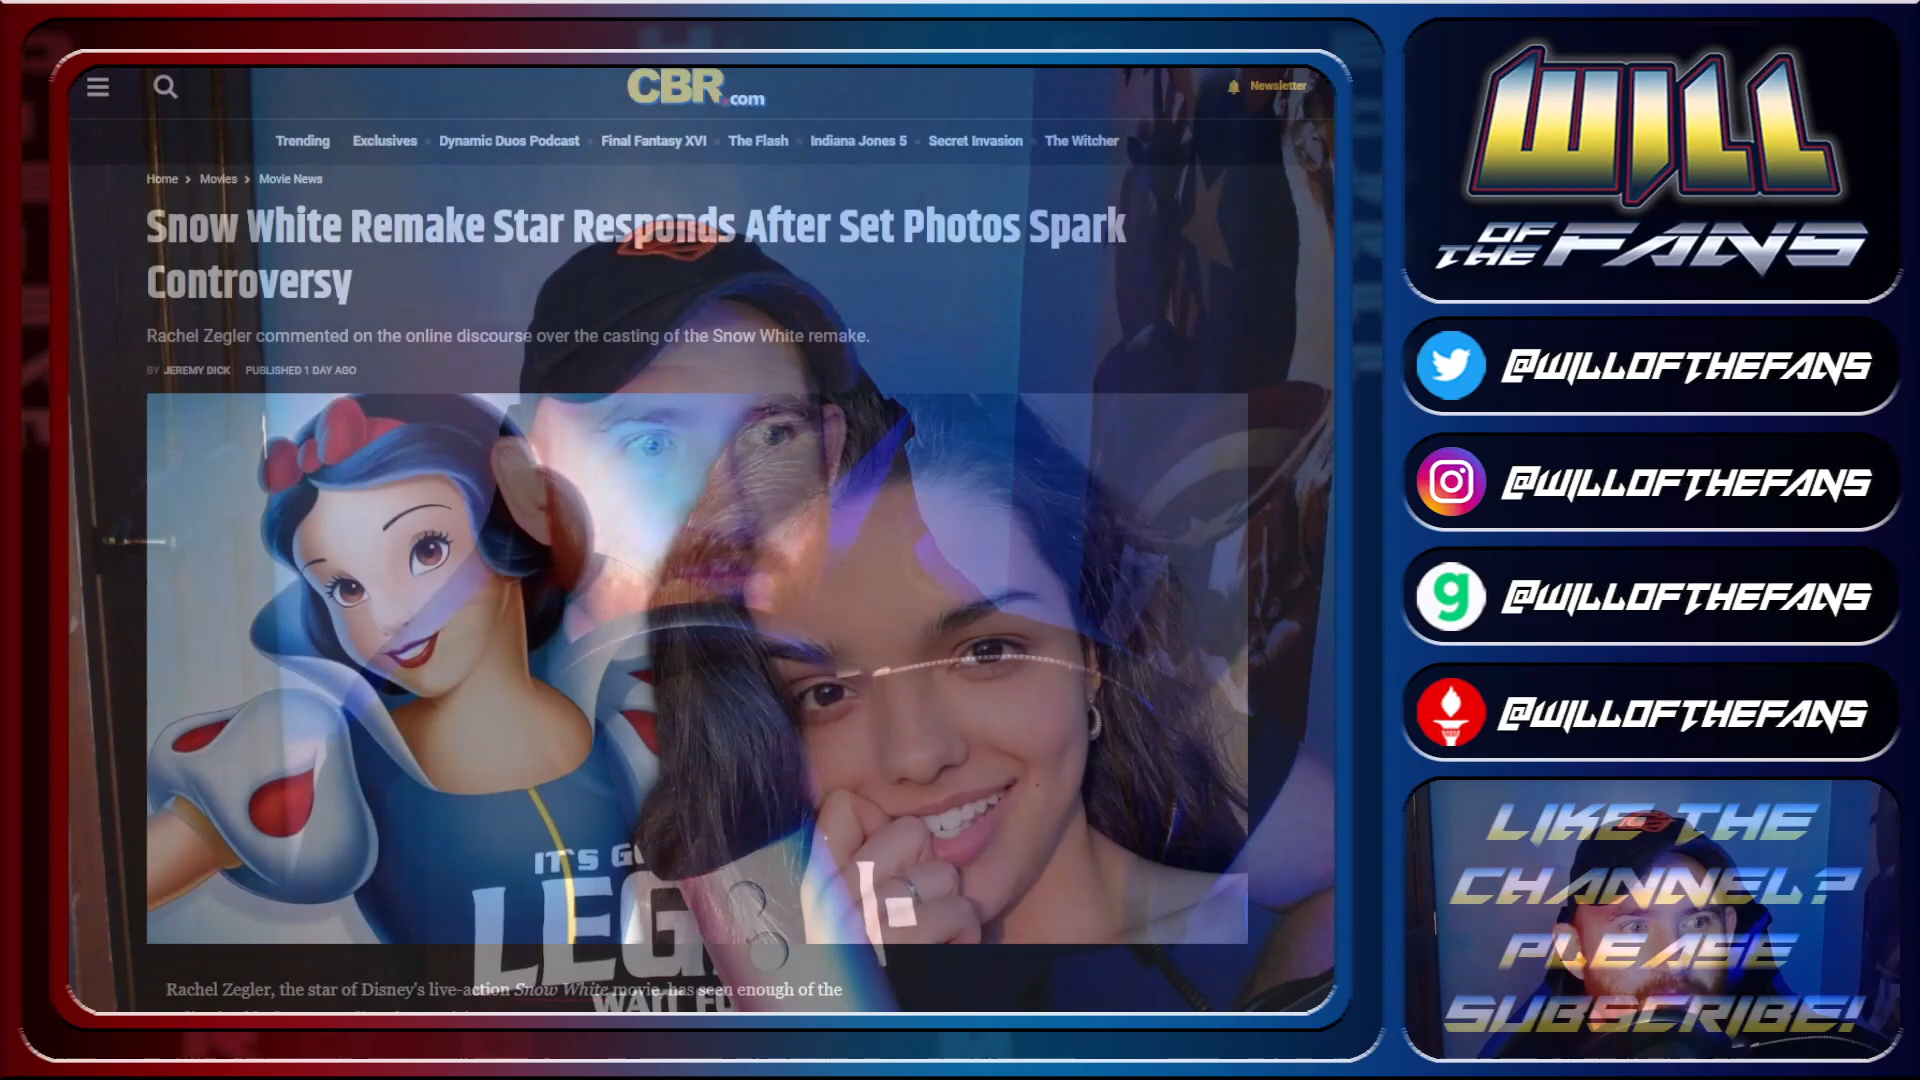 CBR.com
Newsletter
Trending Exclusives Dynamic Duos Podcast Final Fantasy XVI The Flash Indiana Jones 5 Secret Invasion The Witcher
Home > Movies > Movie News
Snow White Remake Star Responds After Set Photos Spark
Controversy
Rachel Zegler commented on the online discourse over the casting of the Snow White remake.
BY JEREMY DICK PUBLISHED 1 DAY AGO
IT'S
Rachel Zegler, the star of Disney's live-action Snow White movie, has seen enough of the
WAIT
WILL
OF THE FANS
@WILLOFTHEFANS
@WILLOFTHEFANS
g
@WILLOFTHEFANS
@WILLOFTHEFANS
LIKE THE
CHANNEL?
PLEASE
SUBSCRIBE!